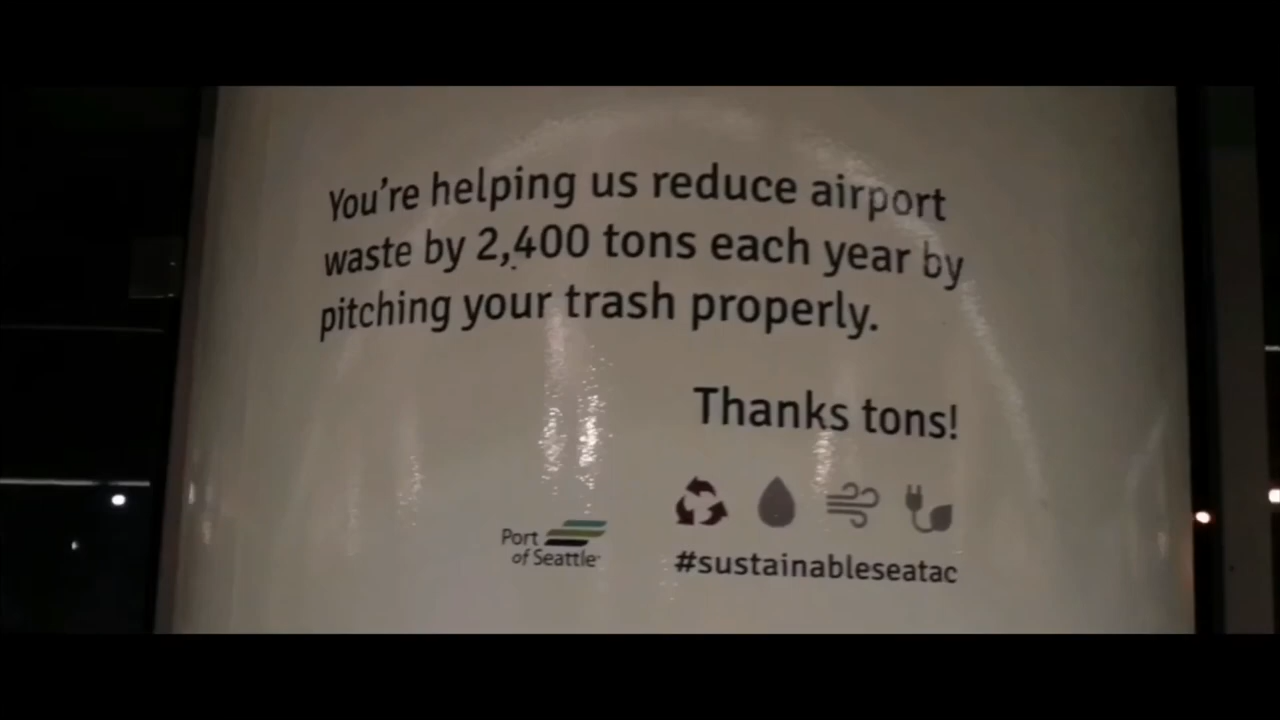 You're helping us reduce airport
waste by 2,400 tons each year by
pitching your trash properly.
Thanks tons!
Port
of Seattle
#sustainableseatac